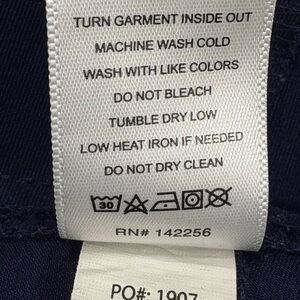 TURN GARMENT INSIDE OUT
MACHINE WASH COLD
WASH WITH LIKE COLORS
DO NOT BLEACH
TUMBLE DRY LOW
LOW HEAT IRON IF NEEDED
DO NOT DRY CLEAN
30
RN# 142256
PO#: 1907